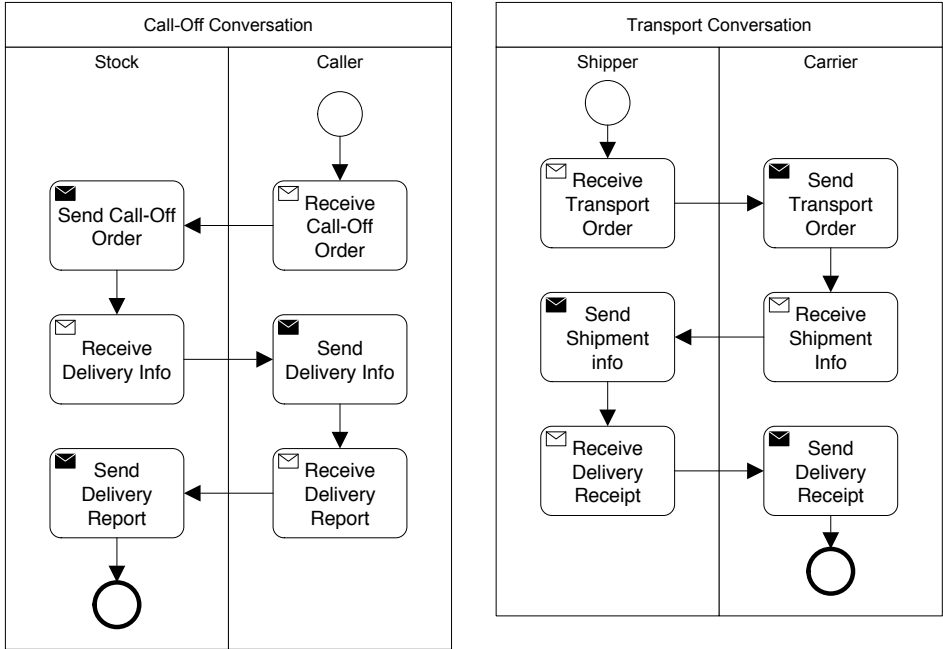 Call-Off Conversation
Stock
Caller
Receive
Call-Off
Order
Send Call-Off
Order
Receive
Delivery Info
Send
Delivery Info
Receive
Delivery
Report
Send
Delivery
Report
Transport Conversation
Shipper
Carrier
Receive
Transport
Order
Send
Transport
Order
Receive
Shipment
Info
Send
Shipment
info
Receive
Delivery
Receipt
Send
Delivery
Receipt